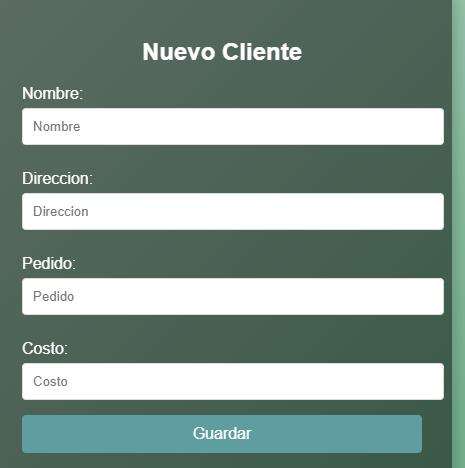 Nuevo Cliente
Nombre:
Nombre
Direccion:
Direccion
Pedido:
Pedido
Costo:
Costo
Guardar